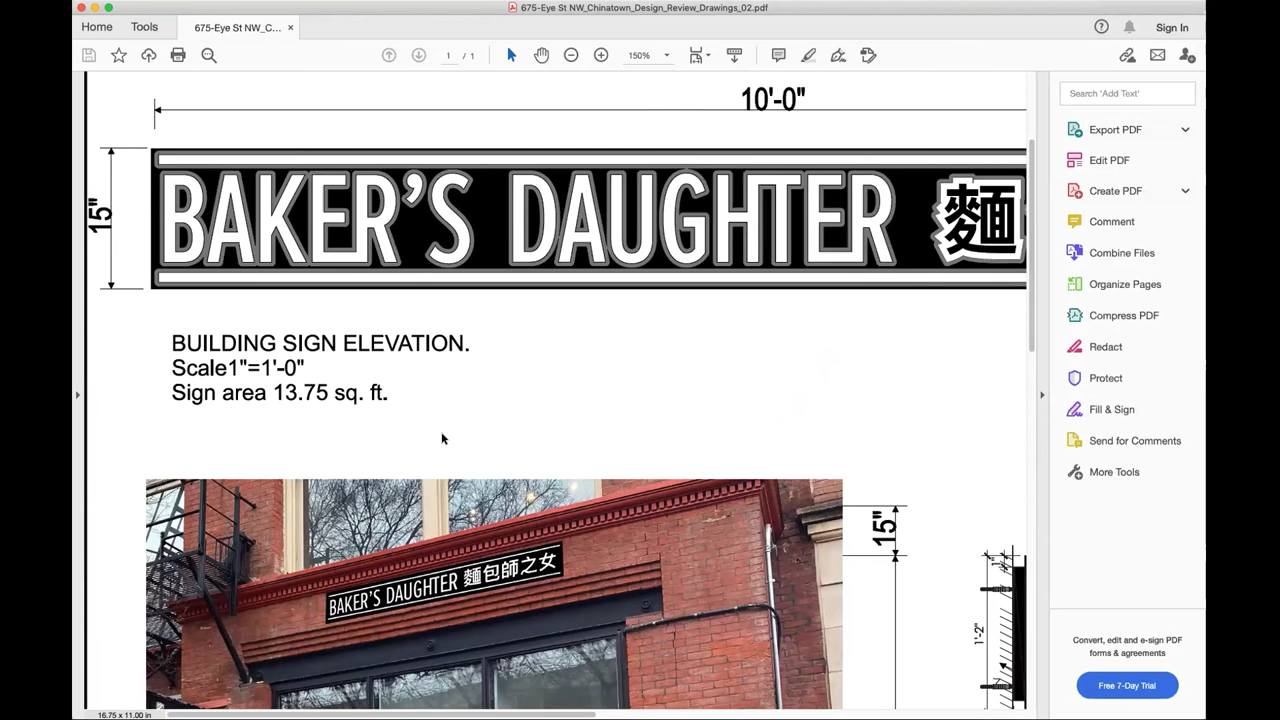 675-Eye St NW_Chinatown_Design_Review_Drawings_02.pdf
Home Tools 675-Eye St NW_C... × Sign In
1 / 1 150%
10'-0"
Search 'Add Text'
Export PDF
Edit PDF
Create PDF
Comment
Combine Files
Organize Pages
Compress PDF
Redact
Protect
Fill & Sign
Send for Comments
More Tools
15"
BAKER'S DAUGHTER 麵
BUILDING SIGN ELEVATION.
Scale1"=1'-0"
Sign area 13.75 sq. ft.
BAKER'S DAUGHTER 麵包師之女
15"
1'-2"
Convert, edit and e-sign PDF
forms & agreements
Free 7-Day Trial
16.75 x 11.00 in